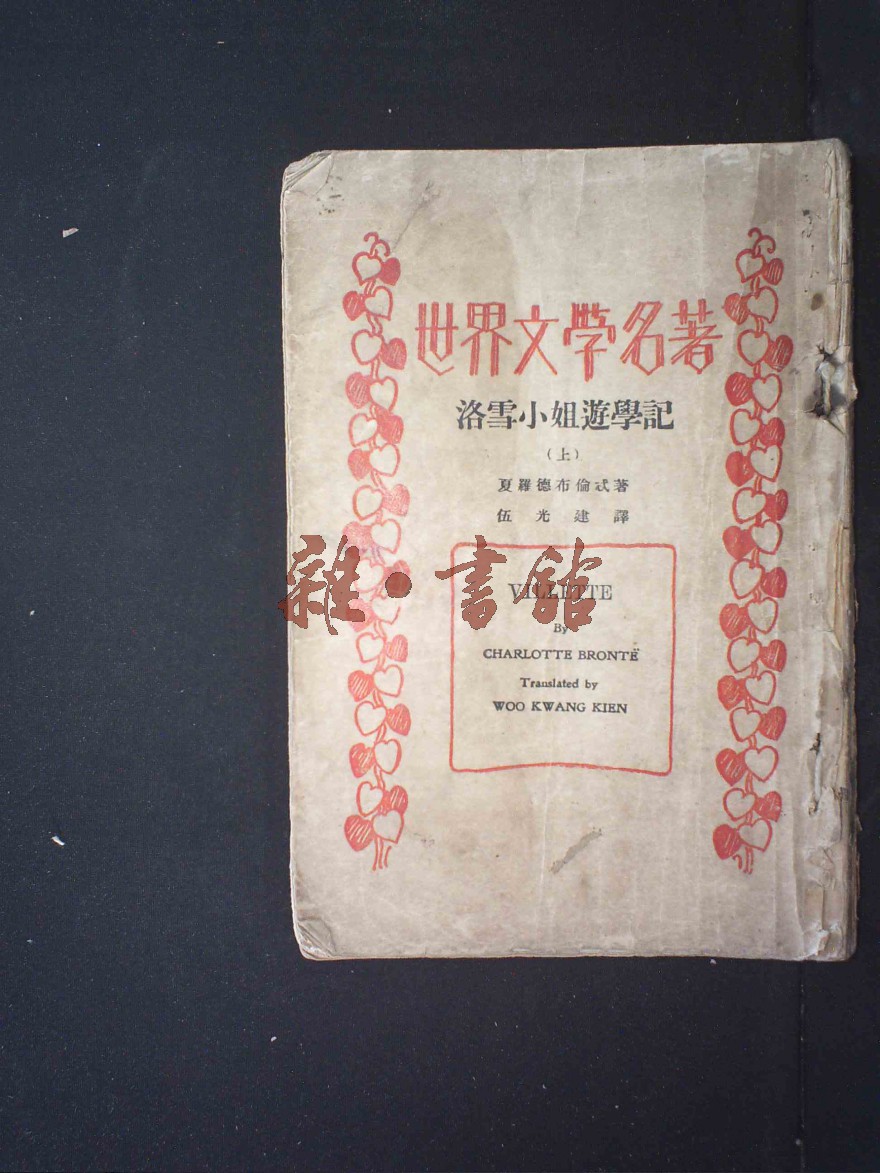 世界文學名著
洛雪小姐遊學記
（上）
夏羅德布倫忒著
伍光建譯
雜·書館
VILLETTE
By
CHARLOTTE BRONTË
Translated by
WOO KWANG KIEN